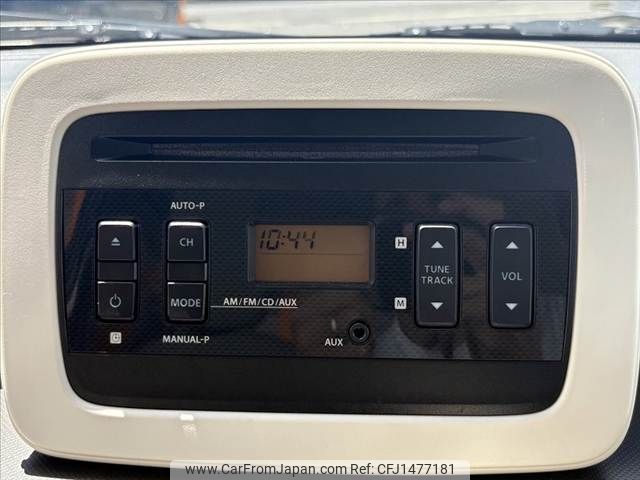 AUTO-P
CH
10:44
H
TUNE
TRACK
VOL
MODE
AM/FM/CD/AUX
M
MANUAL-P
AUX
www.CarFromJapan.com Ref No: CFJ1477181